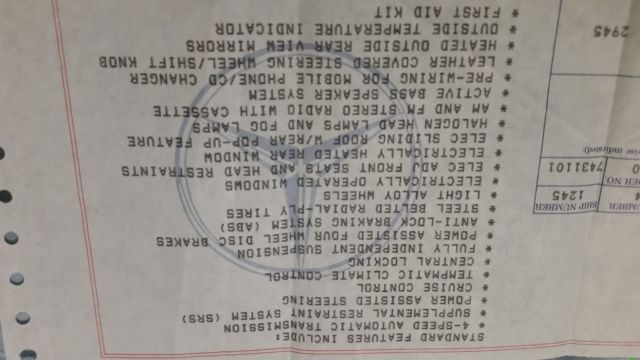 STANDARD FEATURES INCLUDE:
* 4-SPEED AUTOMATIC TRANSMISSION
* SUPPLEMENTAL RESTRAINT SYSTEM (SRS)
* POWER ASSISTED STEERING
* CRUISE CONTROL
* TEMPMATIC CLIMATE CONTROL
* CENTRAL LOCKING
* FULLY INDEPENDENT SUSPENSION
* POWER ASSISTED FOUR WHEEL DISC BRAKES
* ANTI-LOCK BRAKING SYSTEM (ABS)
* STEEL BELTED RADIAL-PLY TIRES
* LIGHT ALLOY WHEELS
* ELECTRICALLY OPERATED WINDOWS
* ELEC ADJ FRONT SEATS AND HEAD RESTRAINTS
* ELECTRICALLY HEATED REAR WINDOW
* ELEC SLIDING ROOF W/REAR POP-UP FEATURE
* HALOGEN HEAD LAMPS AND FOG LAMPS
* AM AND FM STEREO RADIO WITH CASSETTE
* ACTIVE BASS SPEAKER SYSTEM
* PRE-WIRING FOR MOBILE PHONE/CD CHANGER
* LEATHER COVERED STEERING WHEEL/SHIFT KNOB
* HEATED OUTSIDE REAR VIEW MIRRORS
* OUTSIDE TEMPERATURE INDICATOR
* FIRST AID KIT
SHIP NUMBER
1245
7431101
indicated):
2945